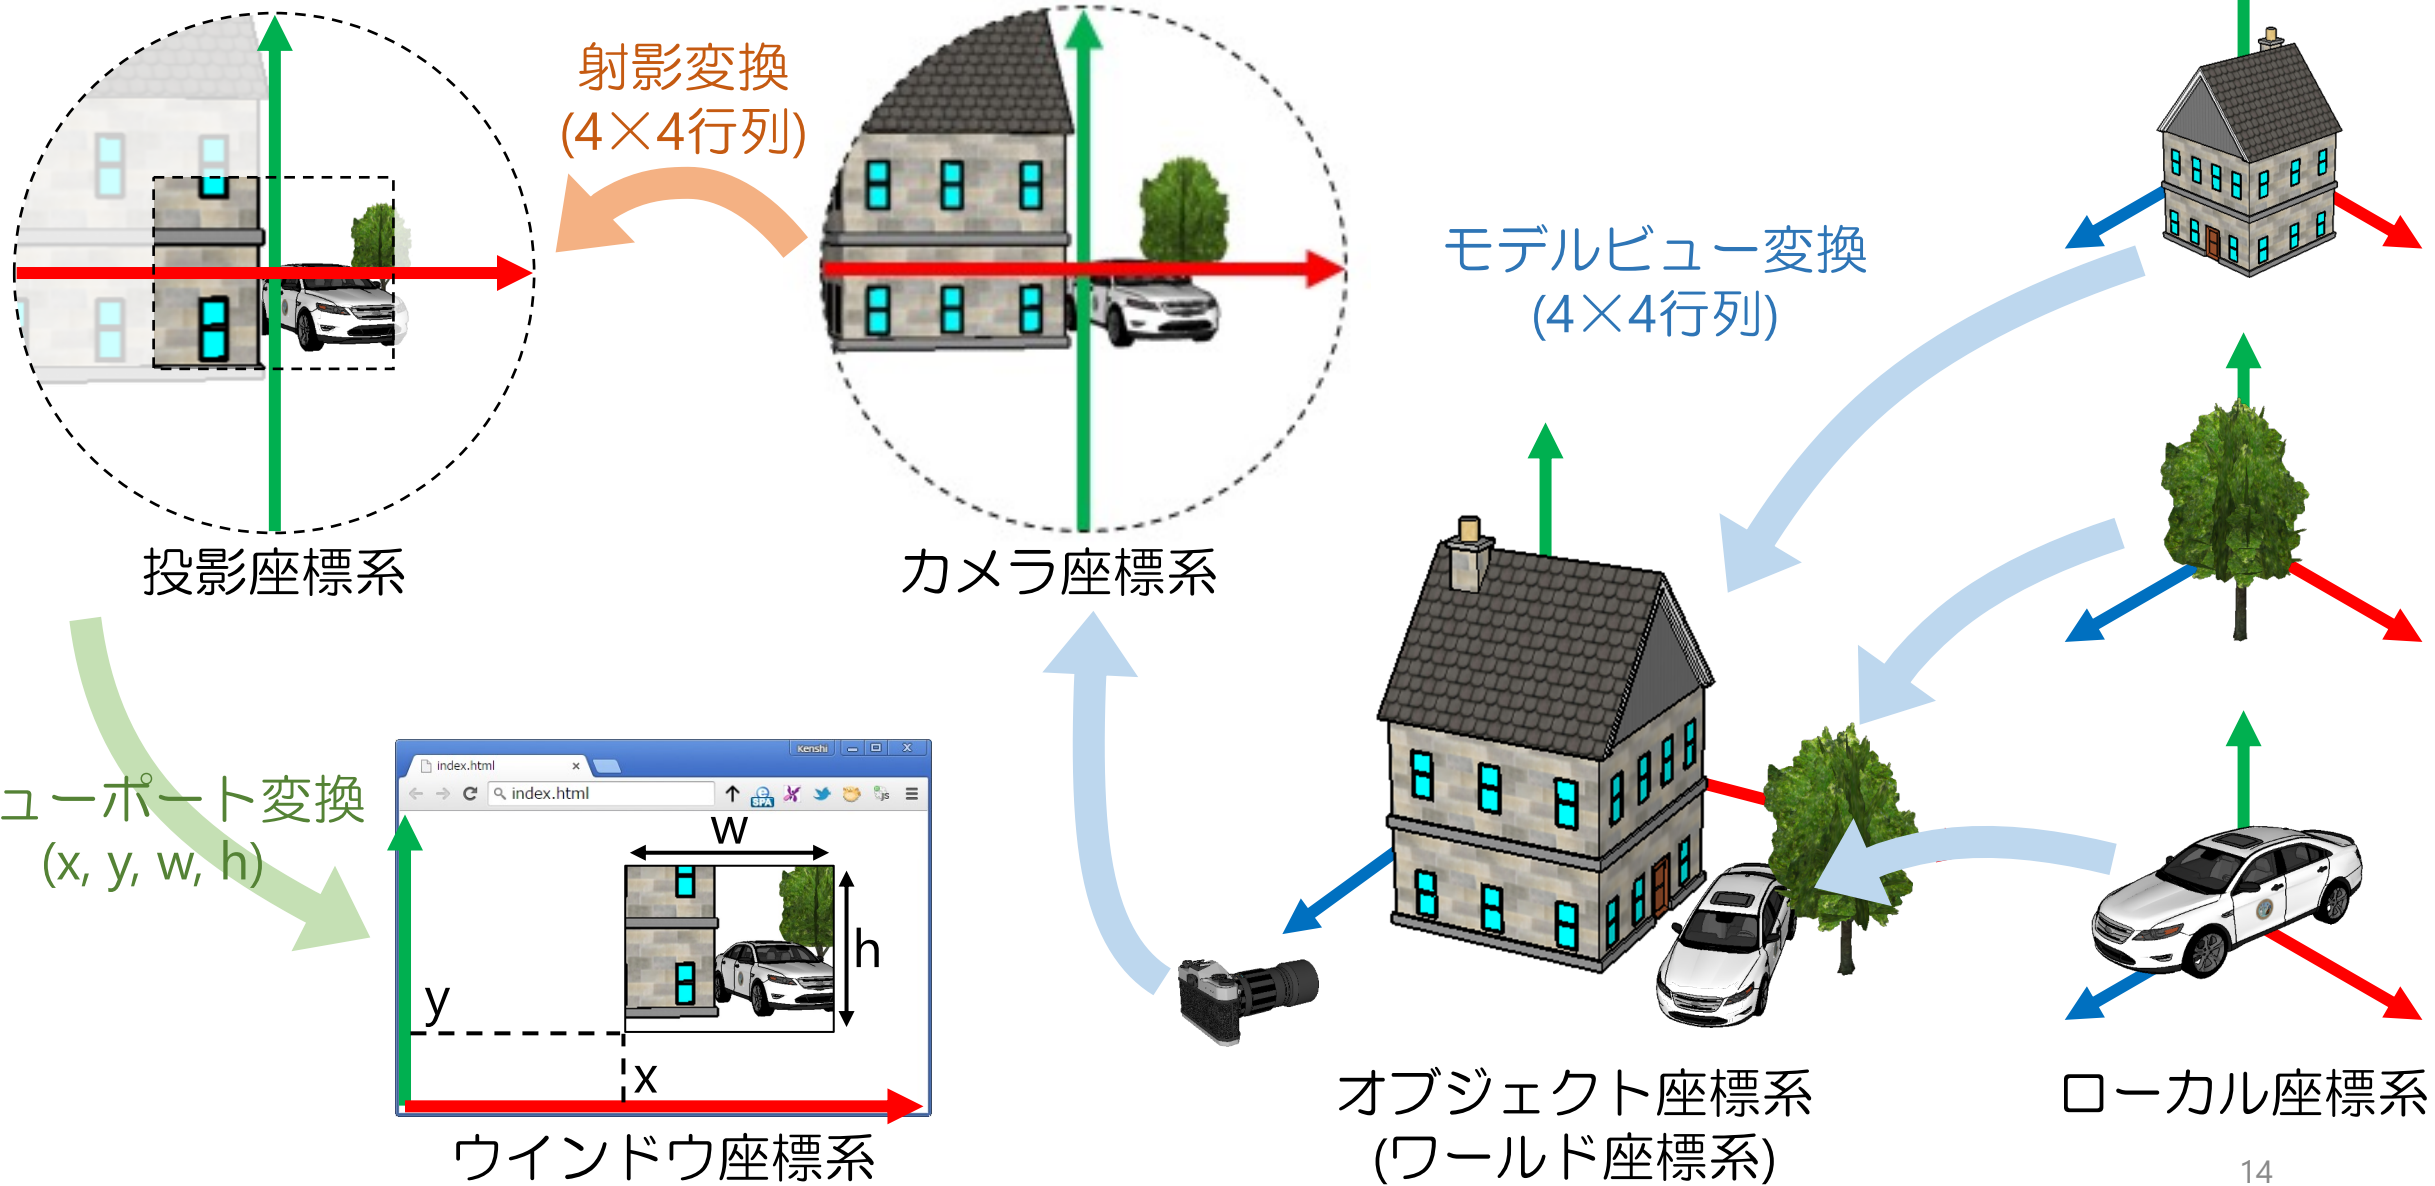 射影変換
(4×4行列)
モデルビュー変換
(4×4行列)
投影座標系
カメラ座標系
ューポート変換
(x, y, w, h)
Kenshi
index.html
index.html
SPA
js
w
h
y
x
ウインドウ座標系
オブジェクト座標系
(ワールド座標系)
ローカル座標系
14